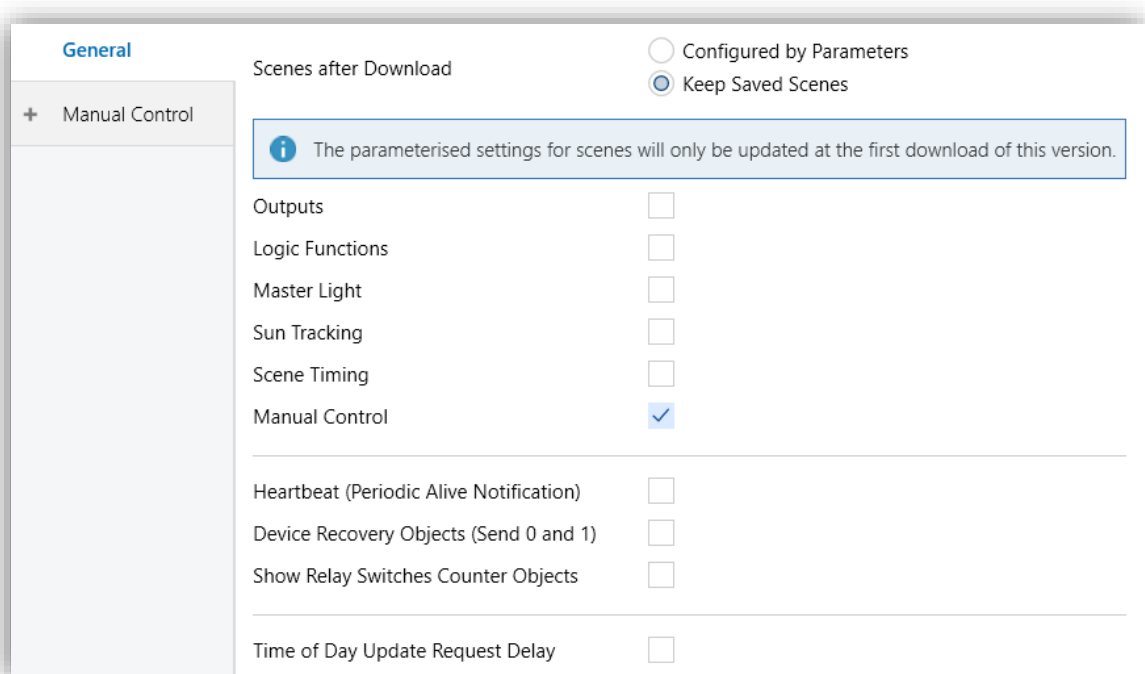 General
Manual Control
Scenes after Download
Configured by Parameters
Keep Saved Scenes
The parameterised settings for scenes will only be updated at the first download of this version.
Outputs
Logic Functions
Master Light
Sun Tracking
Scene Timing
Manual Control
Heartbeat (Periodic Alive Notification)
Device Recovery Objects (Send 0 and 1)
Show Relay Switches Counter Objects
Time of Day Update Request Delay